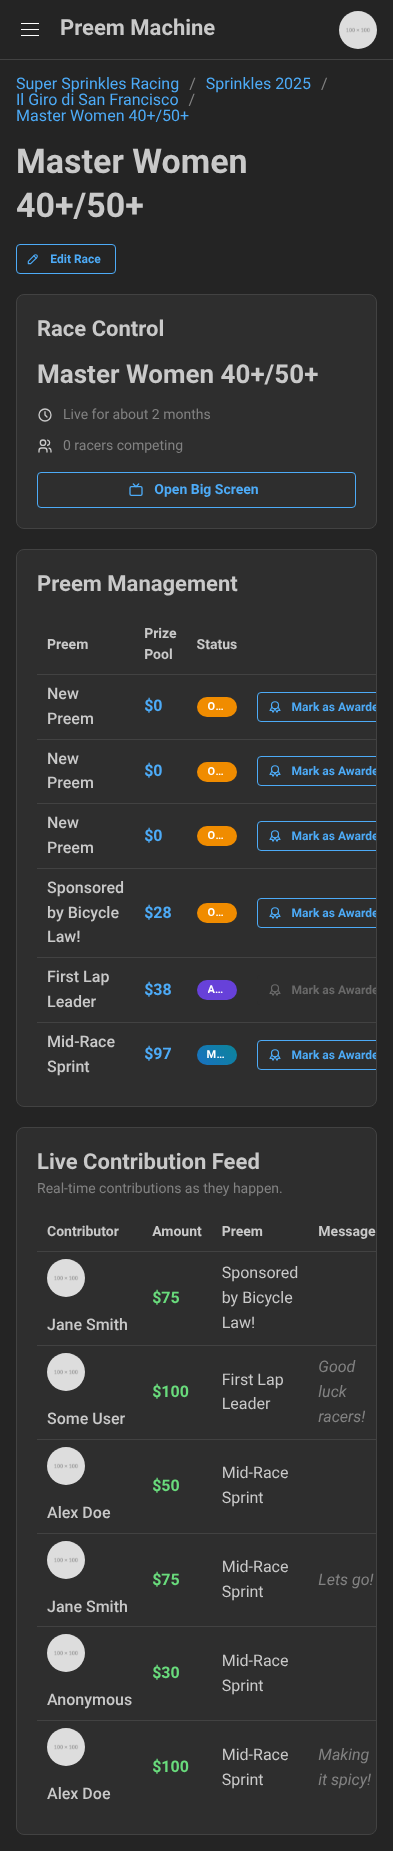 Preem Machine
100 × 100
Super Sprinkles Racing / Sprinkles 2025 /
Il Giro di San Francisco /
Master Women 40+/50+
Master Women
40+/50+
Edit Race
Race Control
Master Women 40+/50+
Live for about 2 months
0 racers competing
Open Big Screen
Preem Management
Preem Prize Pool Status
New Preem $0 O... Mark as Awarde
New Preem $0 O... Mark as Awarde
New Preem $0 O... Mark as Awarde
Sponsored by Bicycle Law! $28 O... Mark as Awarde
First Lap Leader $38 A... Mark as Awarde
Mid-Race Sprint $97 M... Mark as Awarde
Live Contribution Feed
Real-time contributions as they happen.
Contributor Amount Preem Message
100 × 100
Jane Smith $75 Sponsored by Bicycle Law!
100 × 100
Some User $100 First Lap Leader Good luck racers!
100 × 100
Alex Doe $50 Mid-Race Sprint
100 × 100
Jane Smith $75 Mid-Race Sprint Lets go!
100 × 100
Anonymous $30 Mid-Race Sprint
100 × 100
Alex Doe $100 Mid-Race Sprint Making it spicy!